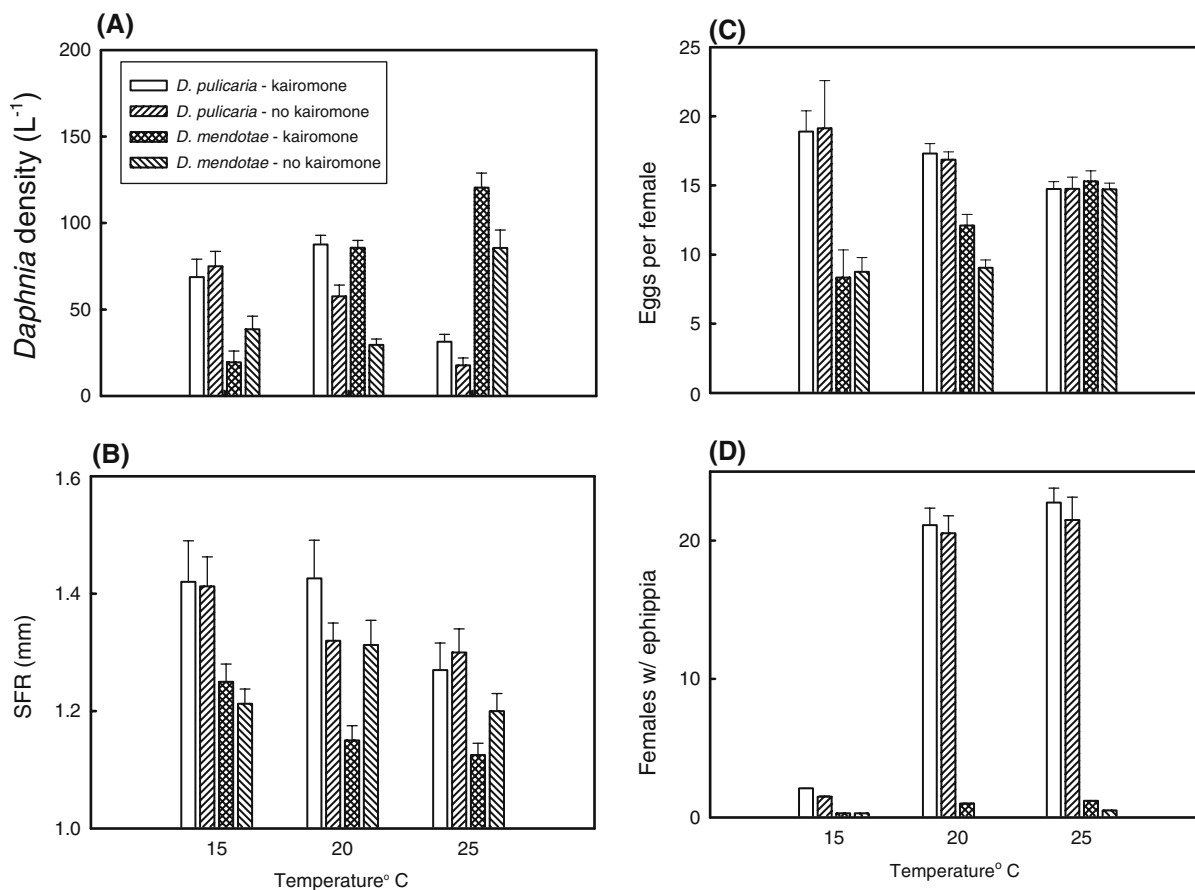 (A)
200
150
100
50
0
Daphnia density (L-1)
D. pulicaria - kairomone
D. pulicaria - no kairomone
D. mendotae - kairomone
D. mendotae - no kairomone
(B)
1.6
1.4
1.2
1.0
SFR (mm)
15
20
25
Temperature° C
(C)
25
20
15
10
5
0
Eggs per female
(D)
20
10
0
Females w/ ephippia
15
20
25
Temperature° C